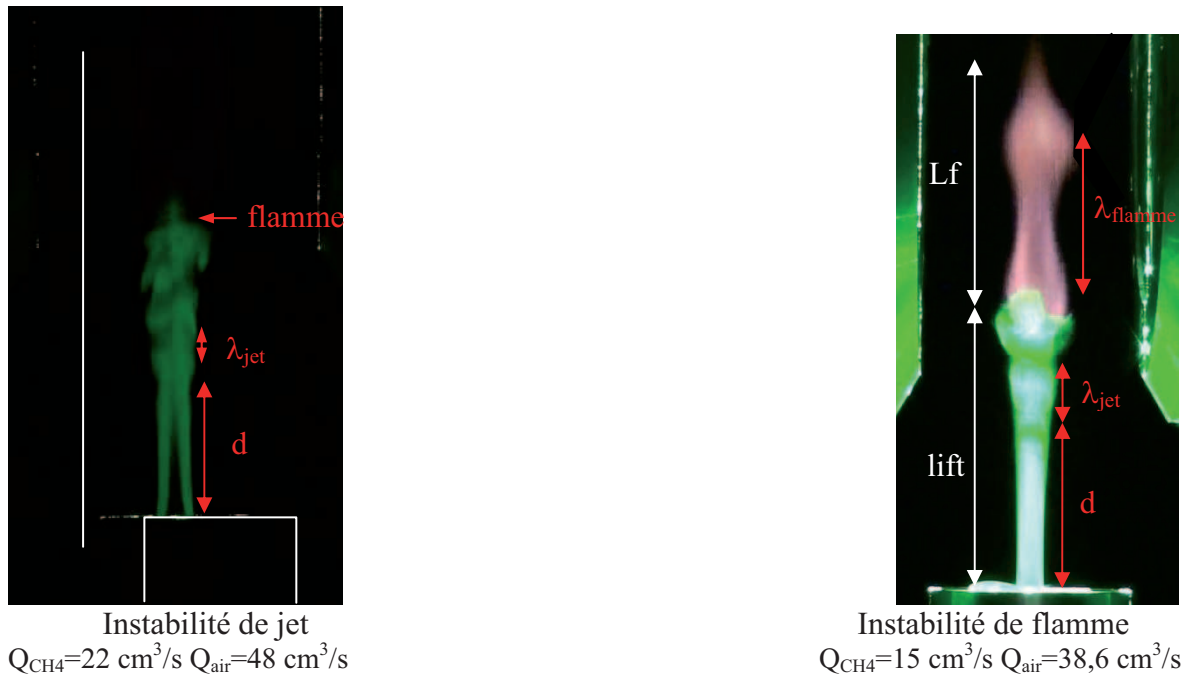 flamme
λjet
d
Instabilité de jet
QCH4=22 cm³/s Qair=48 cm³/s
Lf
λflamme
λjet
lift
d
Instabilité de flamme
QCH4=15 cm³/s Qair=38,6 cm³/s